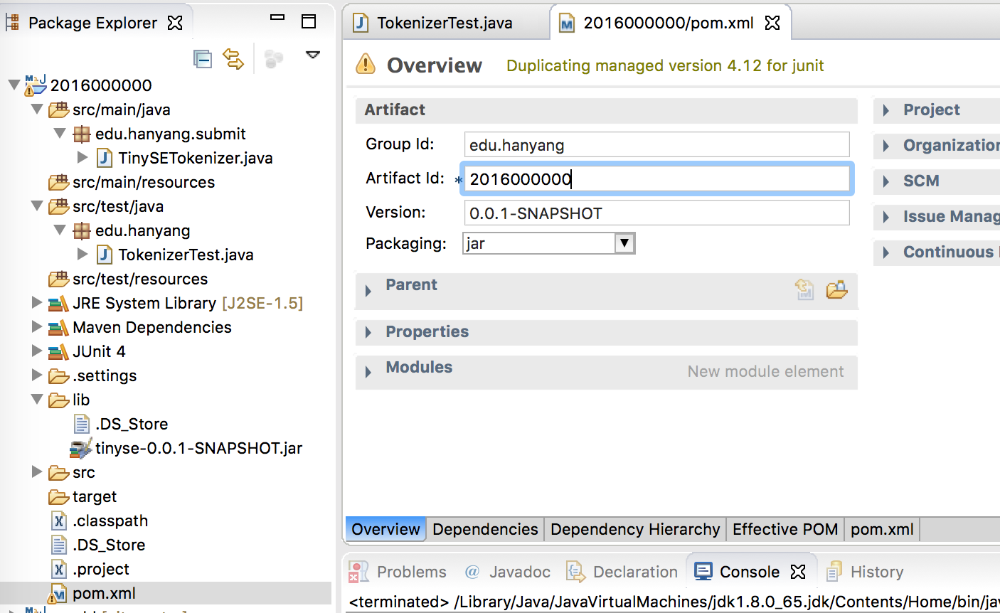 Package Explorer
2016000000
src/main/java
edu.hanyang.submit
TinySETokenizer.java
src/main/resources
src/test/java
edu.hanyang
TokenizerTest.java
src/test/resources
JRE System Library [J2SE-1.5]
Maven Dependencies
JUnit 4
.settings
lib
.DS_Store
tinyse-0.0.1-SNAPSHOT.jar
src
target
.classpath
.DS_Store
.project
pom.xml
TokenizerTest.java
2016000000/pom.xml
Overview Duplicating managed version 4.12 for junit
Artifact
Group Id: edu.hanyang
Artifact Id: 2016000000
Version: 0.0.1-SNAPSHOT
Packaging: jar
Parent
Properties
Modules New module element
Project
Organization
SCM
Issue Manag
Continuous
Overview Dependencies Dependency Hierarchy Effective POM pom.xml
Problems @ Javadoc Declaration Console History
<terminated> /Library/Java/JavaVirtualMachines/jdk1.8.0_65.jdk/Contents/Home/bin/jav